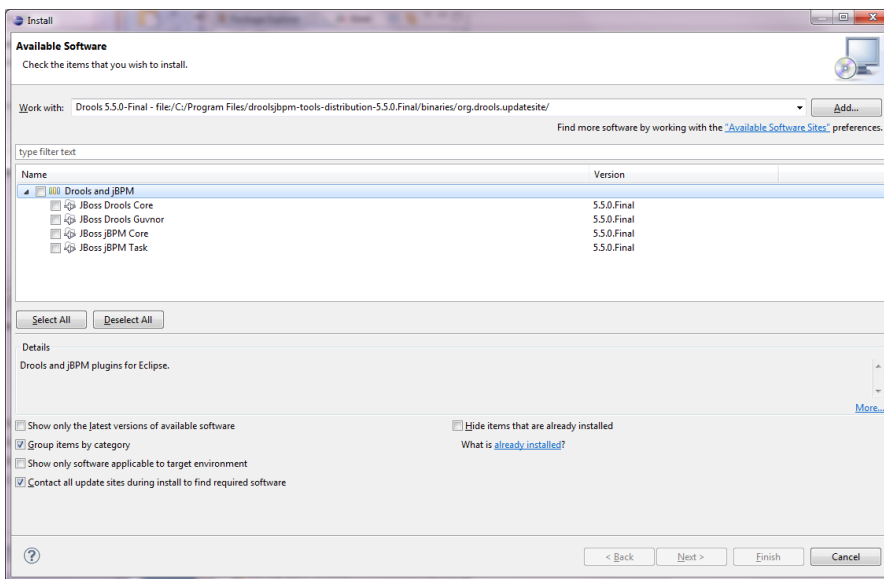 Install
Available Software
Check the items that you wish to install.
Work with: Drools 5.5.0-Final - file:/C:/Program Files/droolsjbpm-tools-distribution-5.5.0.Final/binaries/org.drools.updatesite/ Add...
Find more software by working with the "Available Software Sites" preferences.
type filter text
Name Version
Drools and jBPM
JBoss Drools Core 5.5.0.Final
JBoss Drools Guvnor 5.5.0.Final
JBoss jBPM Core 5.5.0.Final
JBoss jBPM Task 5.5.0.Final
Select All Deselect All
Details
Drools and jBPM plugins for Eclipse.
More...
Show only the latest versions of available software Hide items that are already installed
Group items by category What is already installed?
Show only software applicable to target environment
Contact all update sites during install to find required software
? < Back Next > Finish Cancel